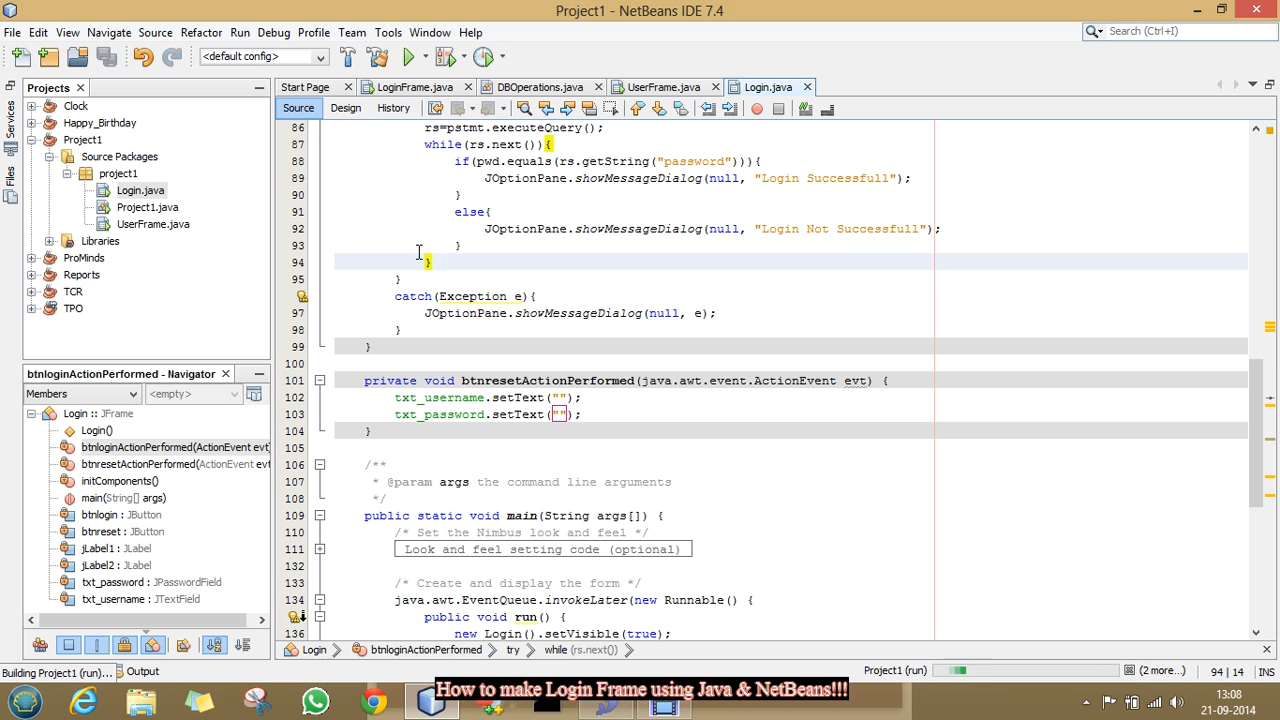 Project1 - NetBeans IDE 7.4
File Edit View Navigate Source Refactor Run Debug Profile Team Tools Window Help
Search (Ctrl+I)
<default config>
Projects
Start Page
LoginFrame.java
DBOperations.java
UserFrame.java
Login.java
Services
Files
Source Design History
Clock
Happy_Birthday
Project1
Source Packages
project1
Login.java
Project1.java
UserFrame.java
Libraries
ProMinds
Reports
TCR
TPO
86 rs=pstmt.executeQuery();
87 while(rs.next()){
88 if(pwd.equals(rs.getString("password"))){
89 JOptionPane.showMessageDialog(null, "Login Successfull");
90 }
91 else{
92 JOptionPane.showMessageDialog(null, "Login Not Successfull");
93 }
94 }
95 }
catch(Exception e){
97 JOptionPane.showMessageDialog(null, e);
98 }
99 }
100
101 private void btnresetActionPerformed(java.awt.event.ActionEvent evt) {
102 txt_username.setText("");
103 txt_password.setText("");
104 }
105
106 /**
107 * @param args the command line arguments
108 */
109 public static void main(String args[]) {
110 /* Set the Nimbus look and feel */
111 Look and feel setting code (optional)
132
133 /* Create and display the form */
134 java.awt.EventQueue.invokeLater(new Runnable() {
public void run() {
136 new Login().setVisible(true);
btnloginActionPerformed - Navigator
Members
<empty>
Login :: JFrame
Login()
btnloginActionPerformed(ActionEvent evt)
btnresetActionPerformed(ActionEvent evt
initComponents()
main(String[] args)
btnlogin : JButton
btnreset : JButton
jLabel1 : JLabel
jLabel2 : JLabel
txt_password : JPasswordField
txt_username : JTextField
Login
btnloginActionPerformed
try
while (rs.next())
Building Project1 (run)...
Output
Project1 (run)
(2 more...)
94 | 14 INS
How to make Login Frame using Java & NetBeans!!!
13:08
21-09-2014